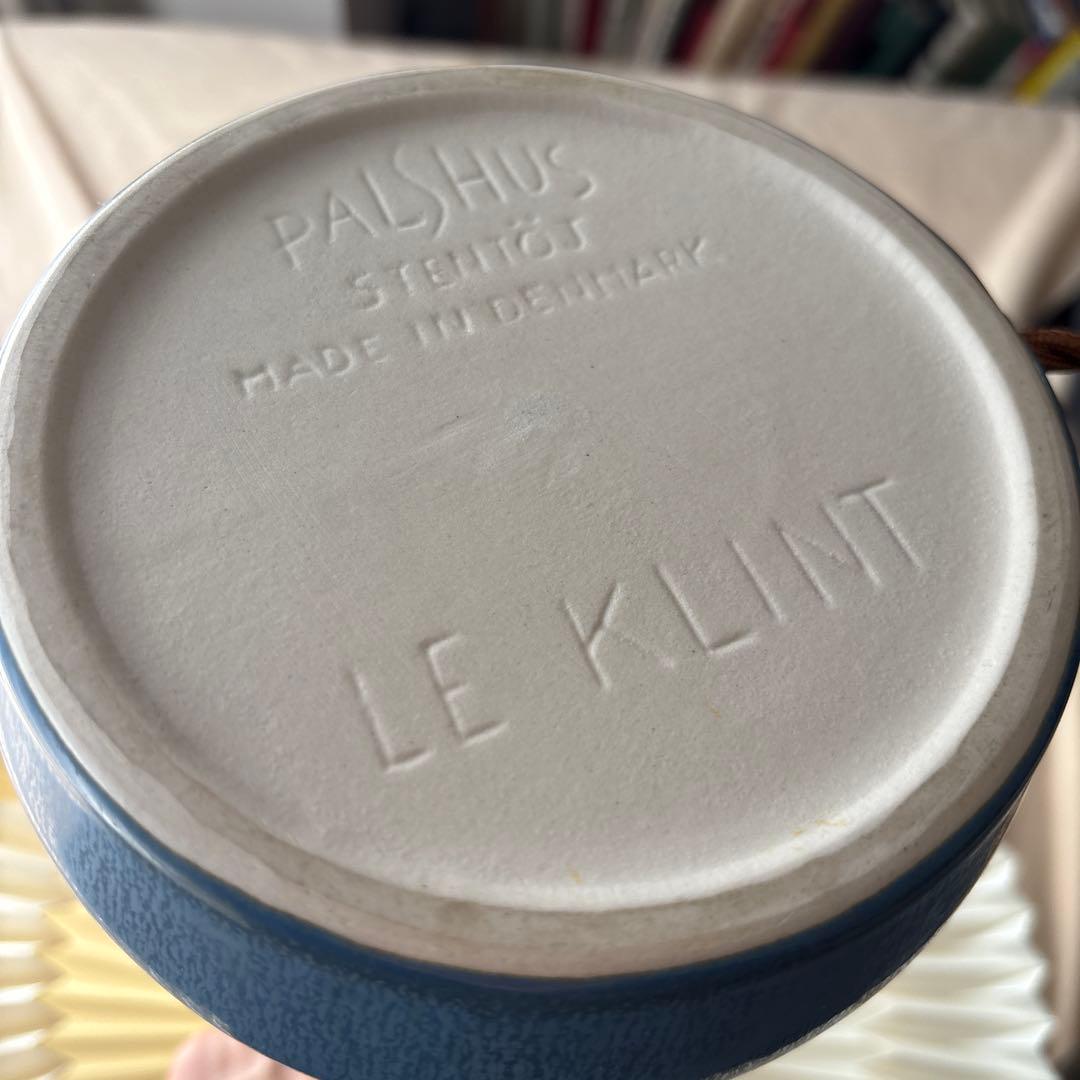 PALSHUS
STENTÖJ
MADE IN DENMARK
LE KLINT